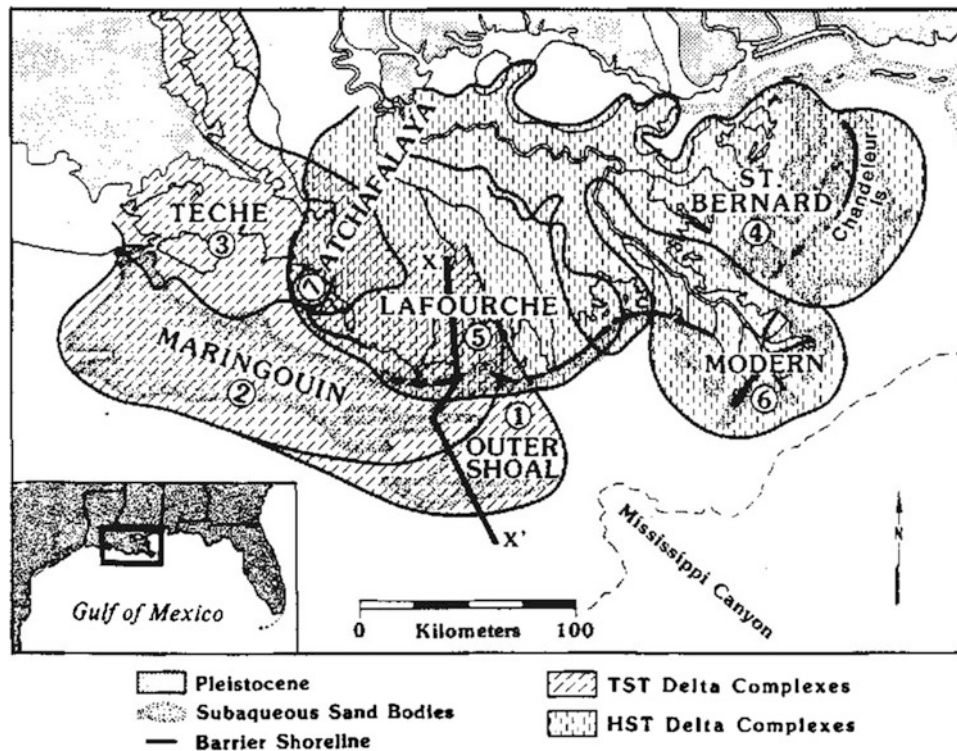 TECHE
③
ATCHAFALAYA
⑦
ST.
BERNARD
④
Chandeleur
Is
X
LAFOURCHE
⑤
MARINGOUIN
②
MODERN
⑥
①
OUTER
SHOAL
X'
Mississippi Canyon
N
Gulf of Mexico
0 Kilometers 100
Pleistocene
Subaqueous Sand Bodies
Barrier Shoreline
TST Delta Complexes
HST Delta Complexes